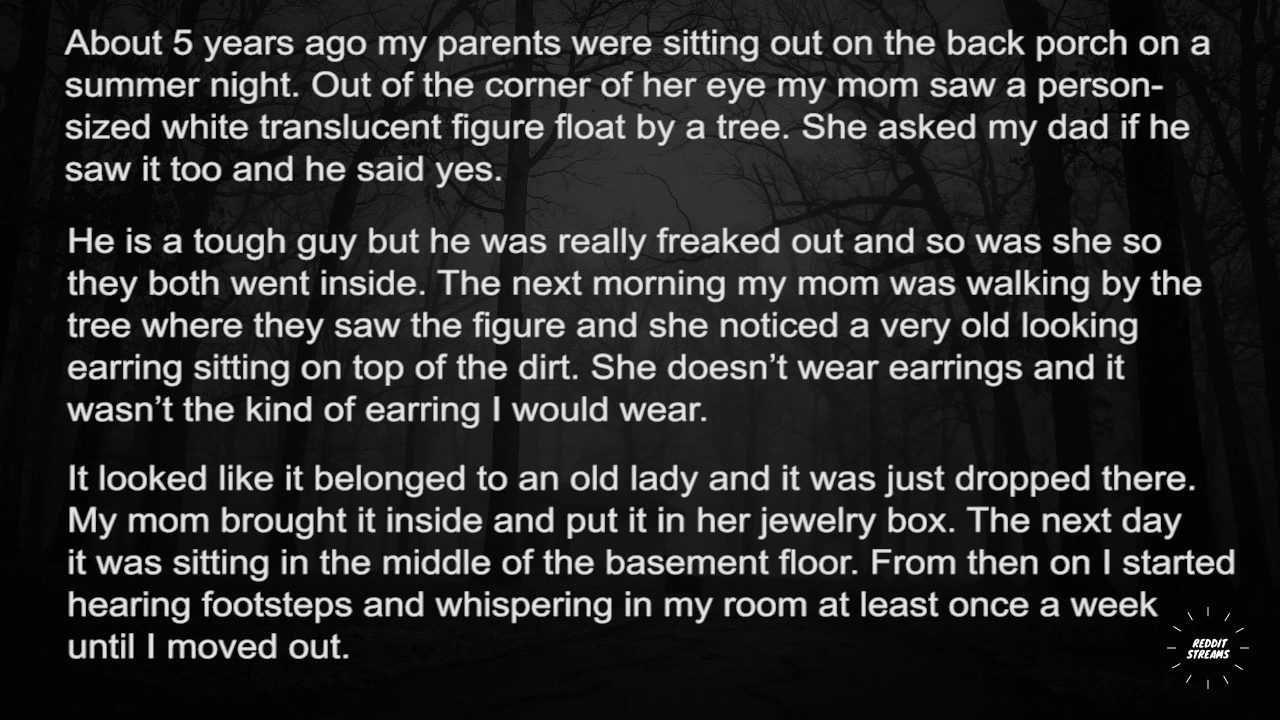 About 5 years ago my parents were sitting out on the back porch on a
summer night. Out of the corner of her eye my mom saw a person-
sized white translucent figure float by a tree. She asked my dad if he
saw it too and he said yes.
He is a tough guy but he was really freaked out and so was she so
they both went inside. The next morning my mom was walking by the
tree where they saw the figure and she noticed a very old looking
earring sitting on top of the dirt. She doesn’t wear earrings and it
wasn’t the kind of earring I would wear.
It looked like it belonged to an old lady and it was just dropped there.
My mom brought it inside and put it in her jewelry box. The next day
it was sitting in the middle of the basement floor. From then on I started
hearing footsteps and whispering in my room at least once a week
until I moved out.
REDDIT
STREAMS